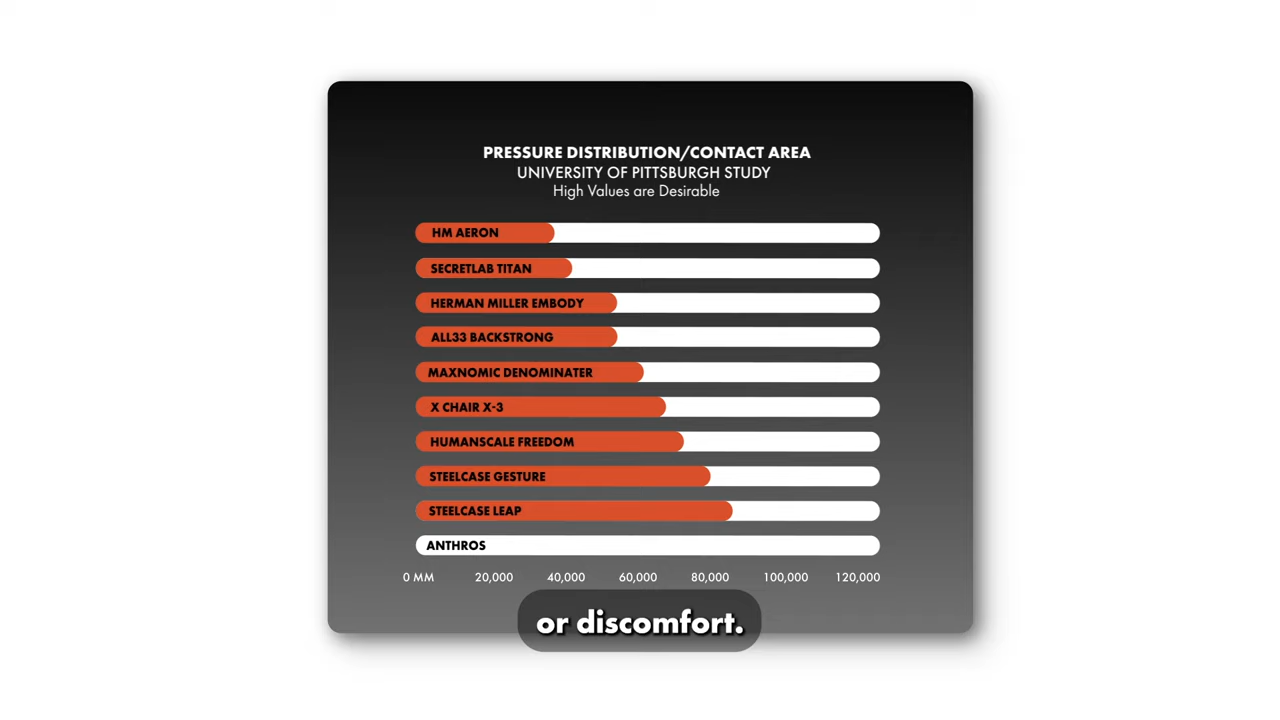 PRESSURE DISTRIBUTION/CONTACT AREA
UNIVERSITY OF PITTSBURGH STUDY
High Values are Desirable
HM AERON
SECRETLAB TITAN
HERMAN MILLER EMBODY
ALL33 BACKSTRONG
MAXNOMIC DENOMINATER
X CHAIR X-3
HUMANSCALE FREEDOM
STEELCASE GESTURE
STEELCASE LEAP
ANTHROS
0 MM 20,000 40,000 60,000 80,000 100,000 120,000
or discomfort.